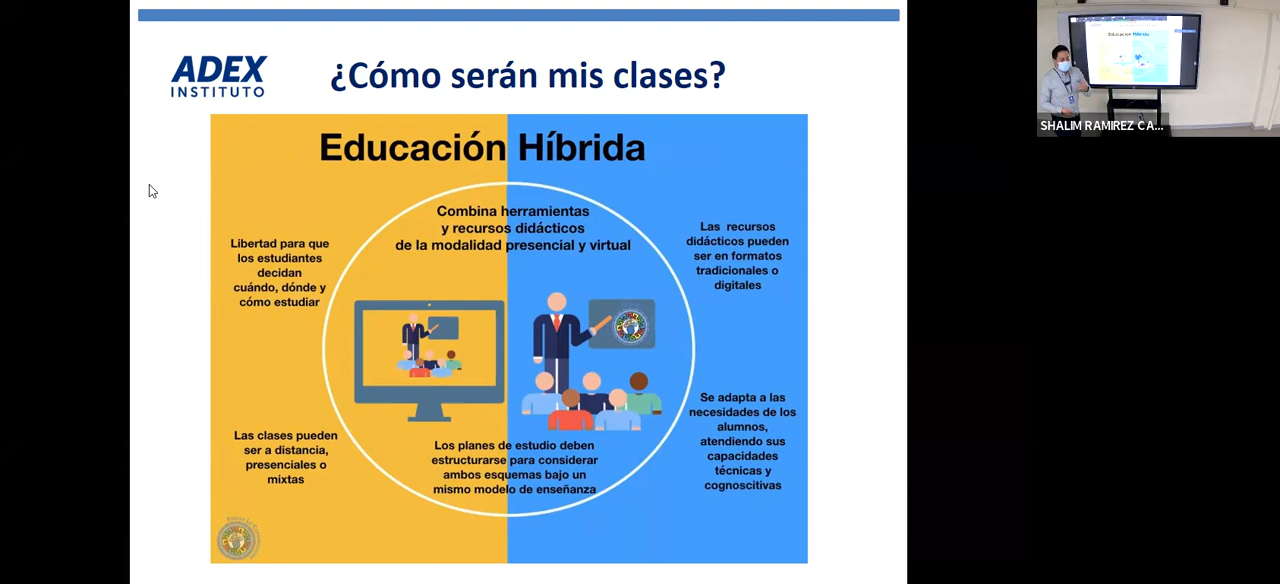 ADEX
INSTITUTO
¿Cómo serán mis clases?
Educación Híbrida
Combina herramientas
y recursos didácticos
de la modalidad presencial y virtual
Libertad para que
los estudiantes
decidan
cuándo, dónde y
cómo estudiar
Las recursos
didácticos pueden
ser en formatos
tradicionales o
digitales
Las clases pueden
ser a distancia,
presenciales o
mixtas
Los planes de estudio deben
estructurarse para considerar
ambos esquemas bajo un
mismo modelo de enseñanza
Se adapta a las
necesidades de los
alumnos,
atendiendo sus
capacidades
técnicas y
cognoscitivas
Educación Híbrida
SHALIM RAMIREZ CA...